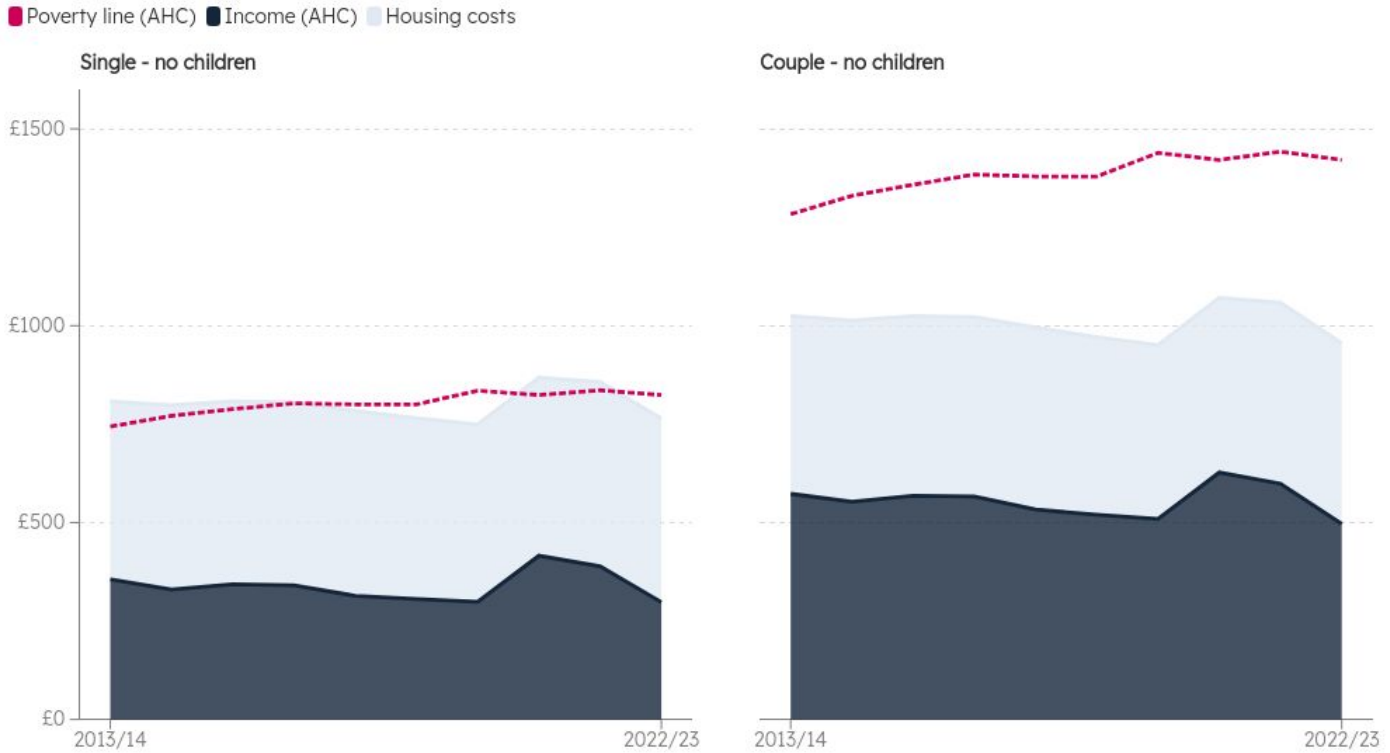 Poverty line (AHC) Income (AHC) Housing costs
Single - no children
Couple - no children
£1500
£1000
£500
£0
2013/14
2022/23
2013/14
2022/23